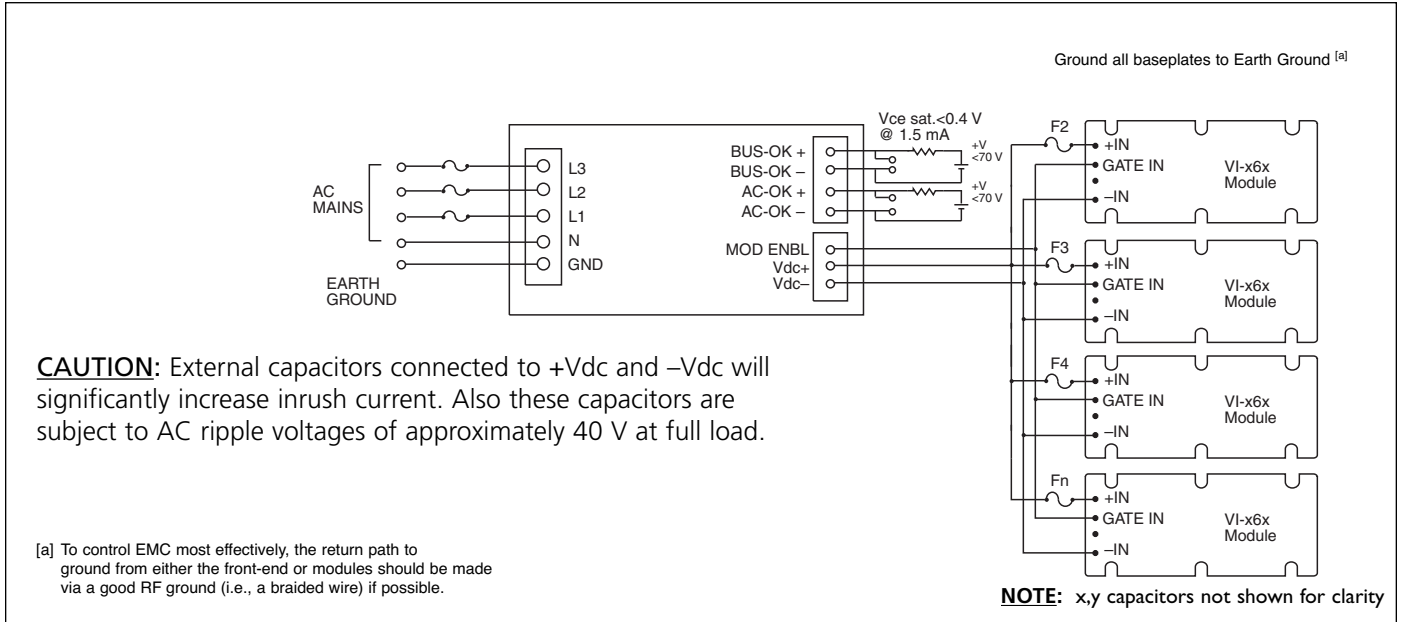 Ground all baseplates to Earth Ground [a]
AC
MAINS
EARTH
GROUND
L3
L2
L1
N
GND
BUS-OK +
BUS-OK –
AC-OK +
AC-OK –
MOD ENBL
Vdc+
Vdc–
Vce sat.<0.4 V
@ 1.5 mA
+V
<70 V
+V
<70 V
F2
+IN
GATE IN
–IN
VI-x6x
Module
F3
+IN
GATE IN
–IN
VI-x6x
Module
F4
+IN
GATE IN
–IN
VI-x6x
Module
Fn
+IN
GATE IN
–IN
VI-x6x
Module
CAUTION: External capacitors connected to +Vdc and –Vdc will
significantly increase inrush current. Also these capacitors are
subject to AC ripple voltages of approximately 40 V at full load.
[a] To control EMC most effectively, the return path to
ground from either the front-end or modules should be made
via a good RF ground (i.e., a braided wire) if possible.
NOTE: x,y capacitors not shown for clarity